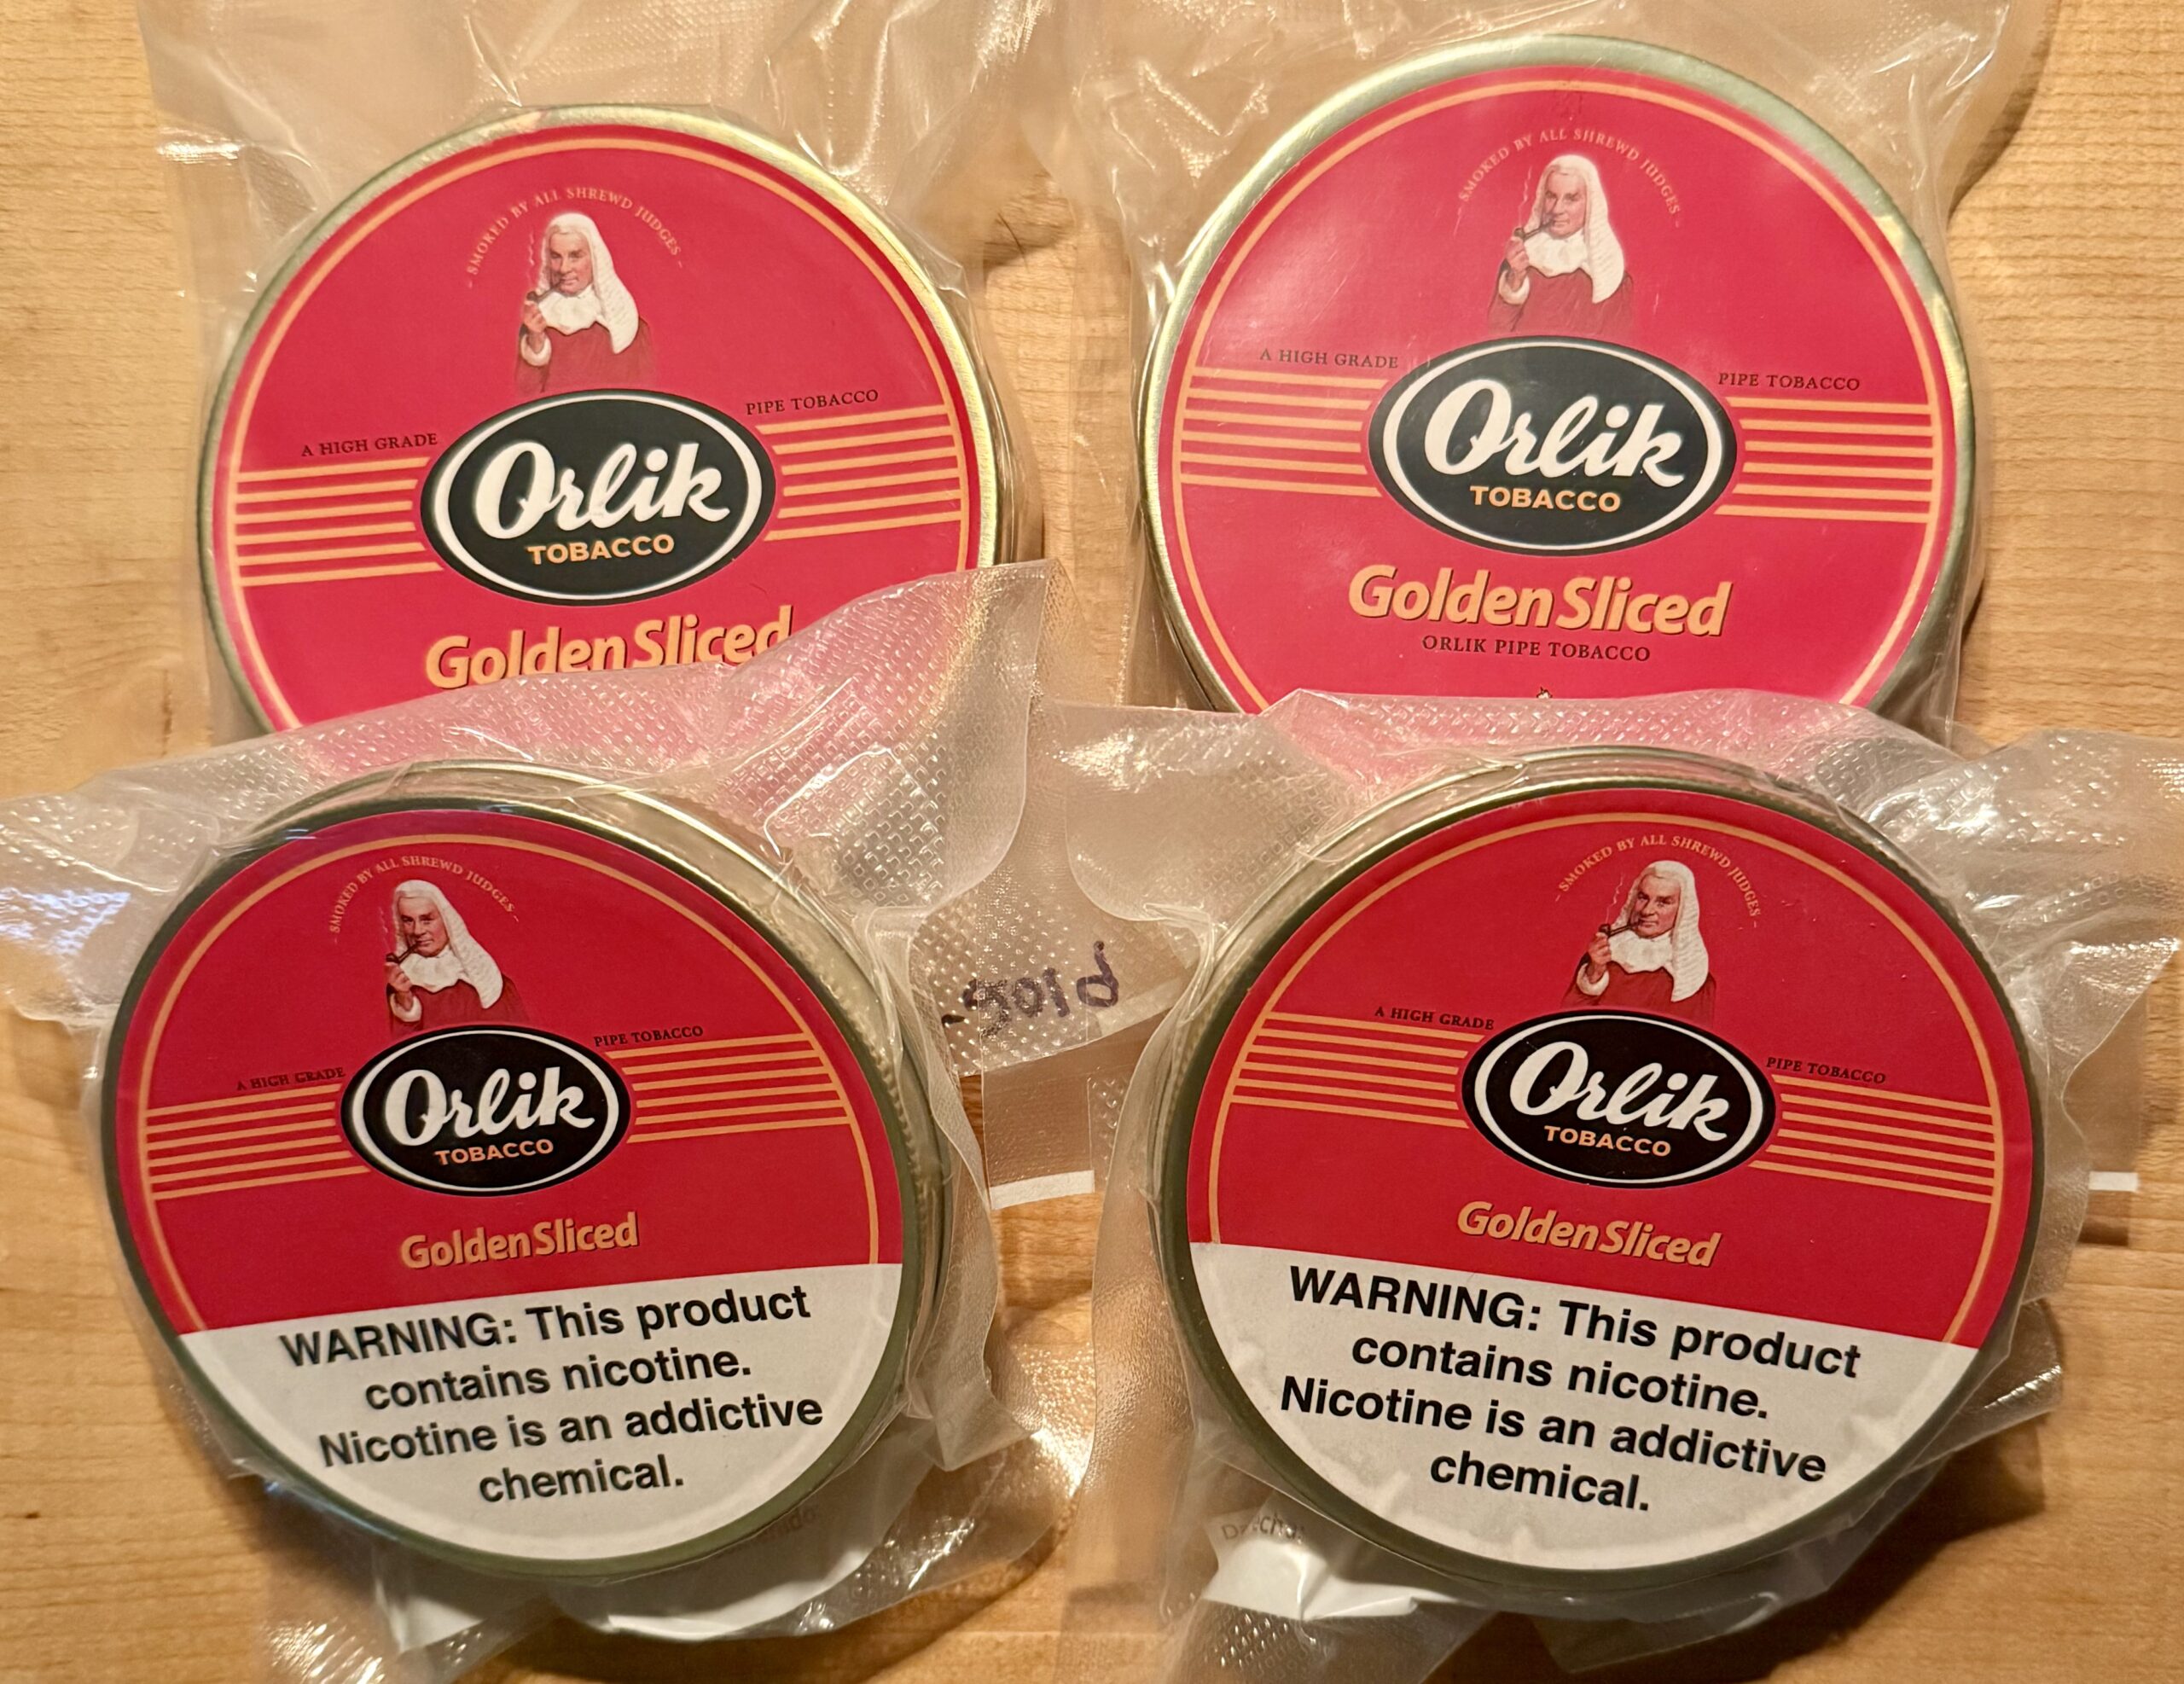 - SMOKED BY ALL SHREWD JUDGES -
A HIGH GRADE
PIPE TOBACCO
Orlik
TOBACCO
Golden Sliced
- SMOKED BY ALL SHREWD JUDGES -
A HIGH GRADE
PIPE TOBACCO
Orlik
TOBACCO
Golden Sliced
ORLIK PIPE TOBACCO
- SMOKED BY ALL SHREWD JUDGES -
A HIGH GRADE
PIPE TOBACCO
Orlik
TOBACCO
Golden Sliced
WARNING: This product
contains nicotine.
Nicotine is an addictive
chemical.
- SMOKED BY ALL SHREWD JUDGES -
A HIGH GRADE
PIPE TOBACCO
Orlik
TOBACCO
Golden Sliced
WARNING: This product
contains nicotine.
Nicotine is an addictive
chemical.